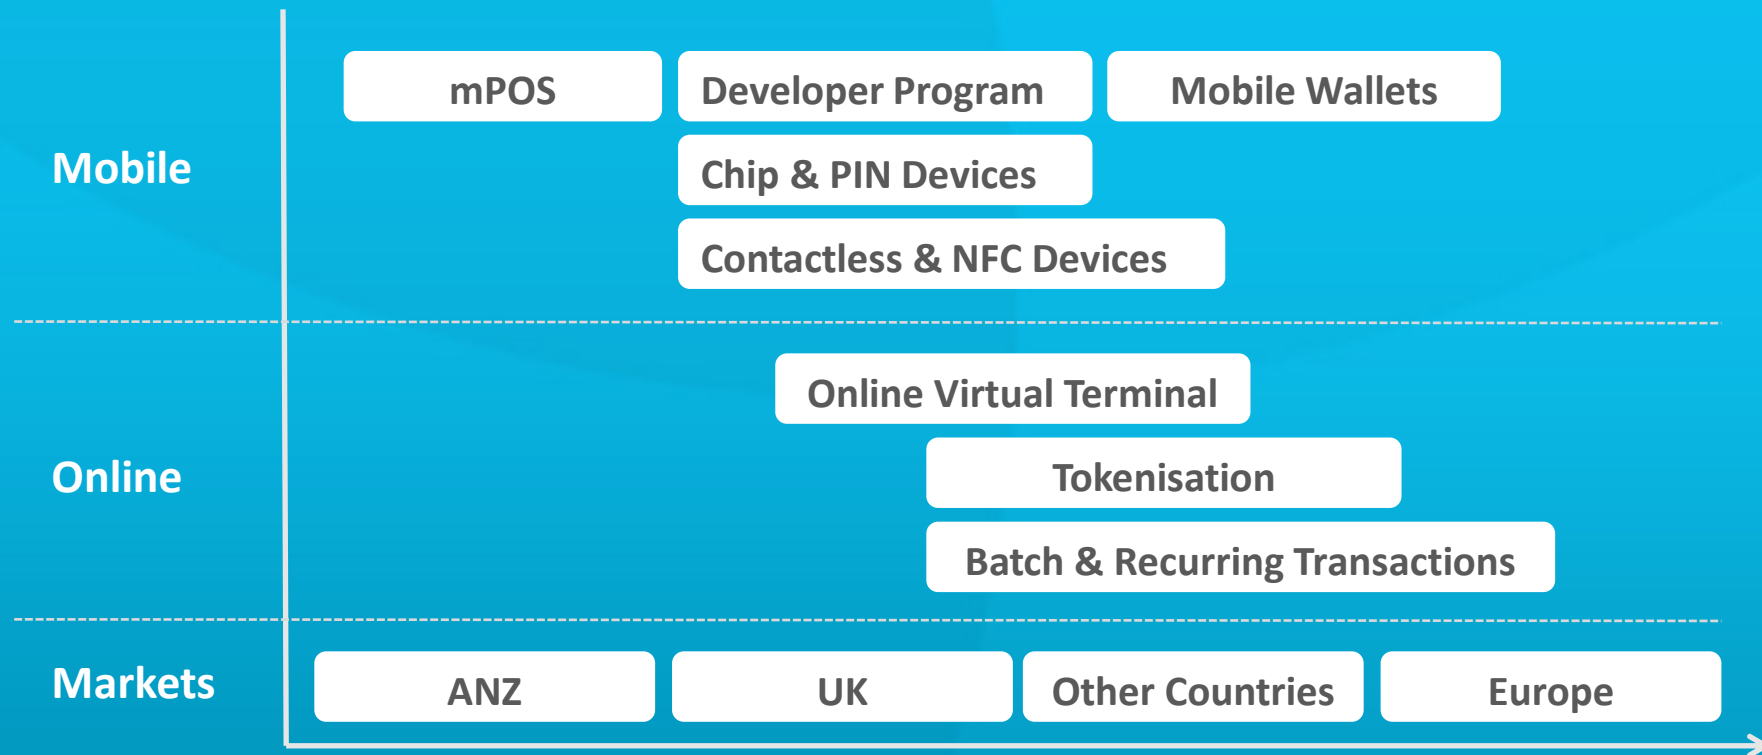 mPOS
Developer Program
Mobile Wallets
Mobile
Chip & PIN Devices
Contactless & NFC Devices
Online Virtual Terminal
Online
Tokenisation
Batch & Recurring Transactions
Markets
ANZ
UK
Other Countries
Europe